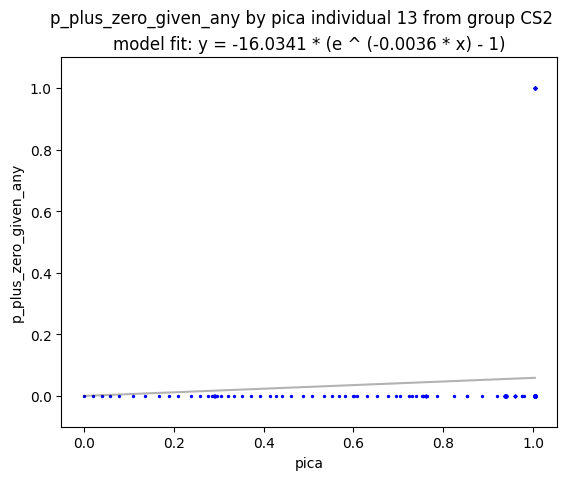 p_plus_zero_given_any by pica individual 13 from group CS2
model fit: y = -16.0341 * (e ^ (-0.0036 * x) - 1)
1.0
0.8
0.6
0.4
0.2
0.0
p_plus_zero_given_any
0.0 0.2 0.4 0.6 0.8 1.0
pica